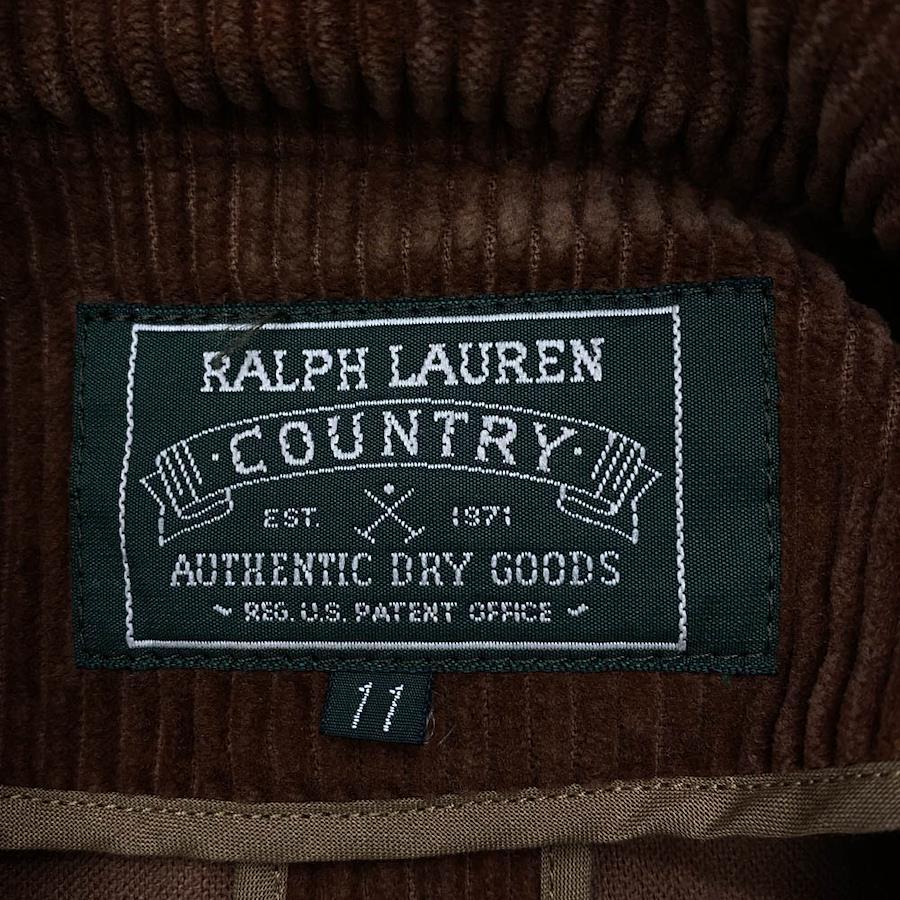 RALPH LAUREN
·COUNTRY·
EST. 1971
AUTHENTIC DRY GOODS
REG. U.S. PATENT OFFICE
11